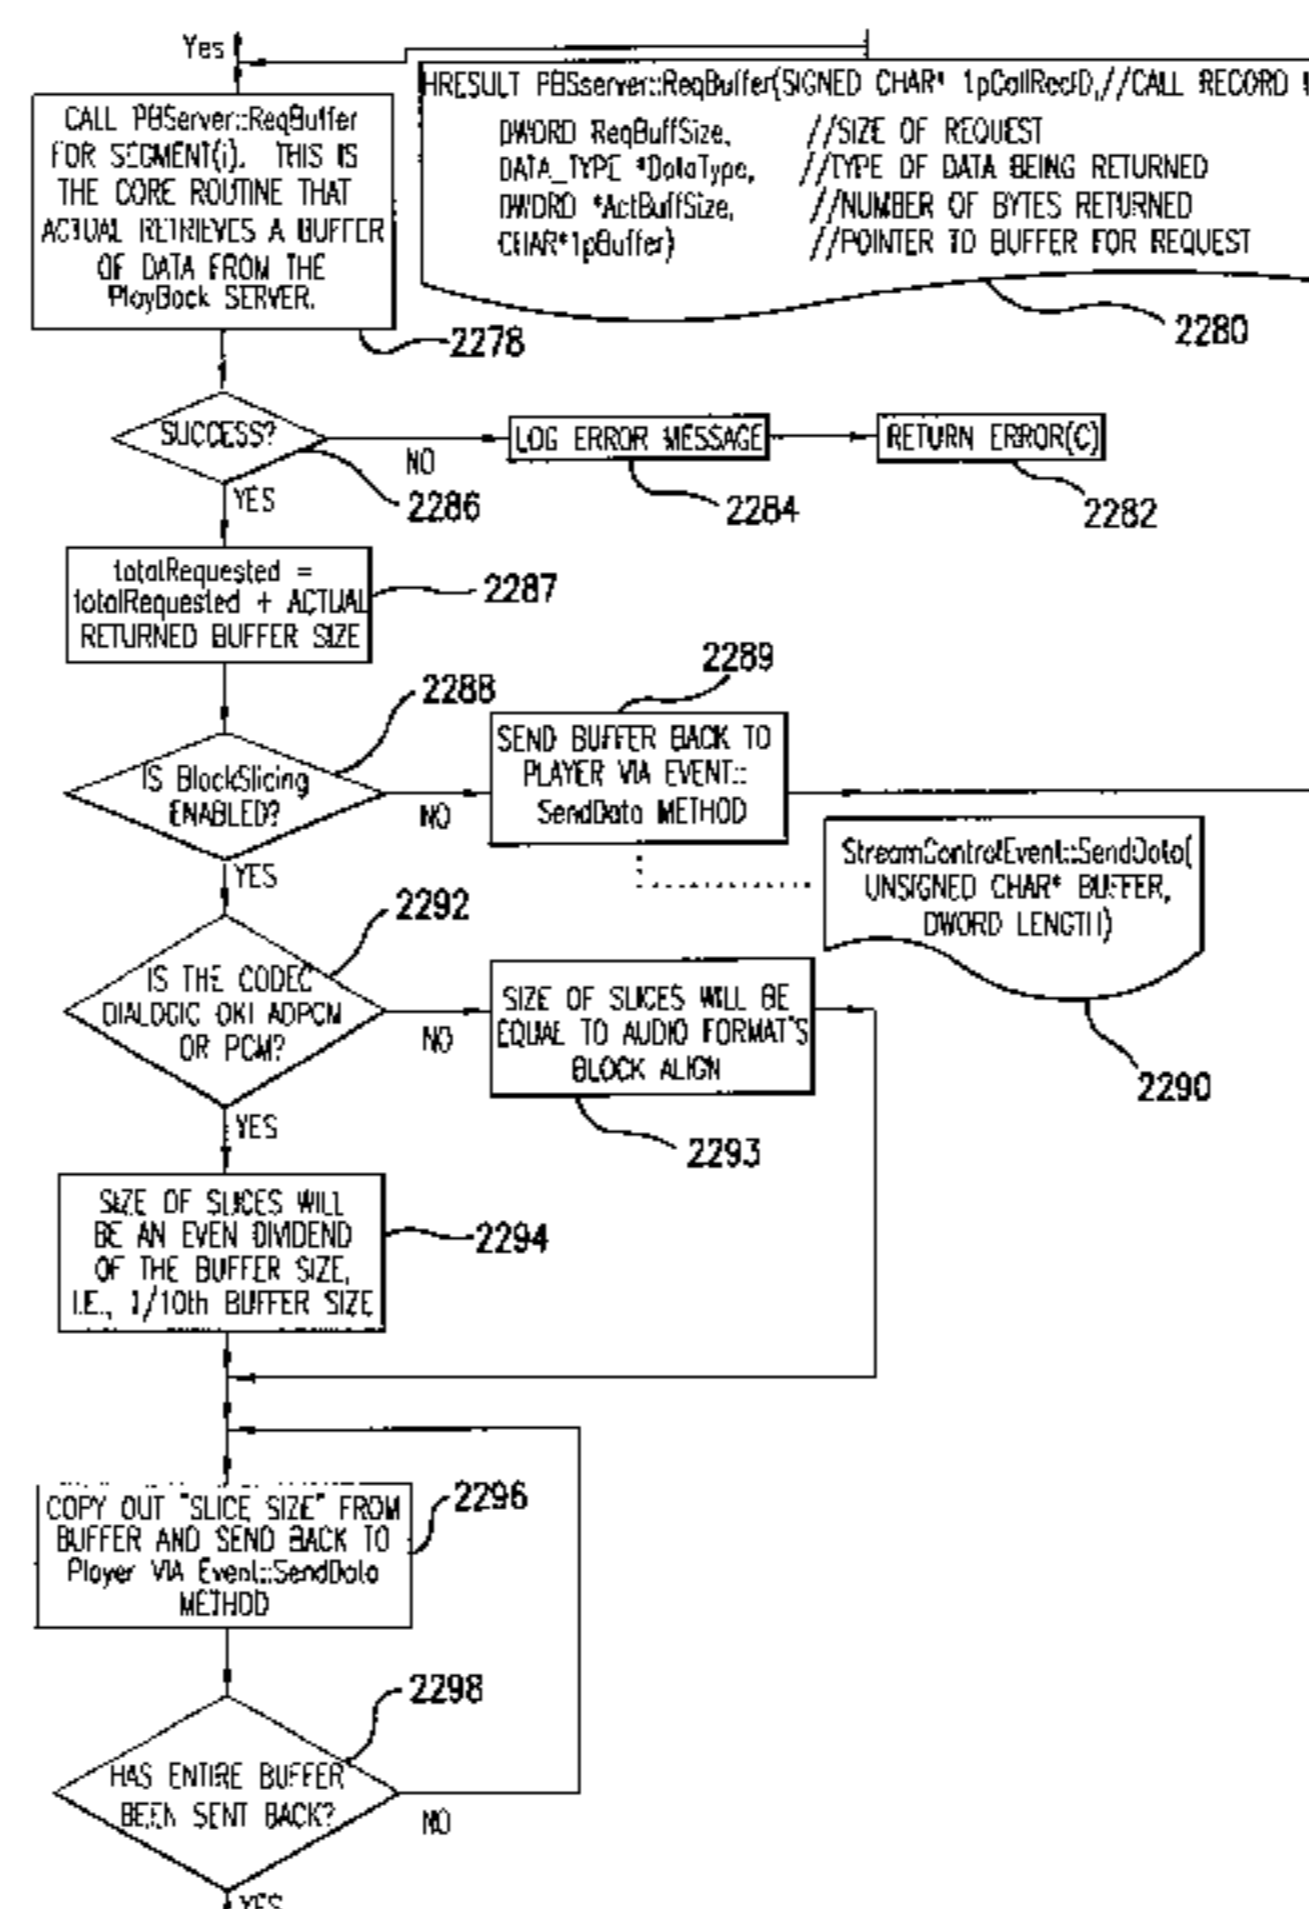 Yes
HRESULT PBSserver::ReqBuffer(SIGNED CHAR* 1pCallRecID,//CALL RECORD
DWORD ReqBuffSize, //SIZE OF REQUEST
DATA_TYPE *DataType, //TYPE OF DATA BEING RETURNED
DWORD *ActBuffSize, //NUMBER OF BYTES RETURNED
CHAR*1pBuffer) //POINTER TO BUFFER FOR REQUEST
2280
CALL PBServer::ReqBuffer
FOR SEGMENT(i). THIS IS
THE CORE ROUTINE THAT
ACTUAL RETRIEVES A BUFFER
OF DATA FROM THE
PlayBack SERVER.
2278
SUCCESS?
NO
YES
2286
LOG ERROR MESSAGE
2284
RETURN ERROR(C)
2282
totalRequested =
totalRequested + ACTUAL
RETURNED BUFFER SIZE
2287
2288
IS BlockSlicing
ENABLED?
NO
YES
2289
SEND BUFFER BACK TO
PLAYER VIA EVENT::
SendData METHOD
StreamControlEvent::SendData(
UNSIGNED CHAR* BUFFER,
DWORD LENGTH)
2290
2292
IS THE CODEC
DIALOGIC OKI ADPCM
OR PCM?
NO
YES
SIZE OF SLICES WILL BE
EQUAL TO AUDIO FORMAT'S
BLOCK ALIGN
2293
SIZE OF SLICES WILL
BE AN EVEN DIVIDEND
OF THE BUFFER SIZE,
I.E., 1/10th BUFFER SIZE
2294
COPY OUT "SLICE SIZE" FROM
BUFFER AND SEND BACK TO
Player VIA Event::SendData
METHOD
2296
2298
HAS ENTIRE BUFFER
BEEN SENT BACK?
NO
YES